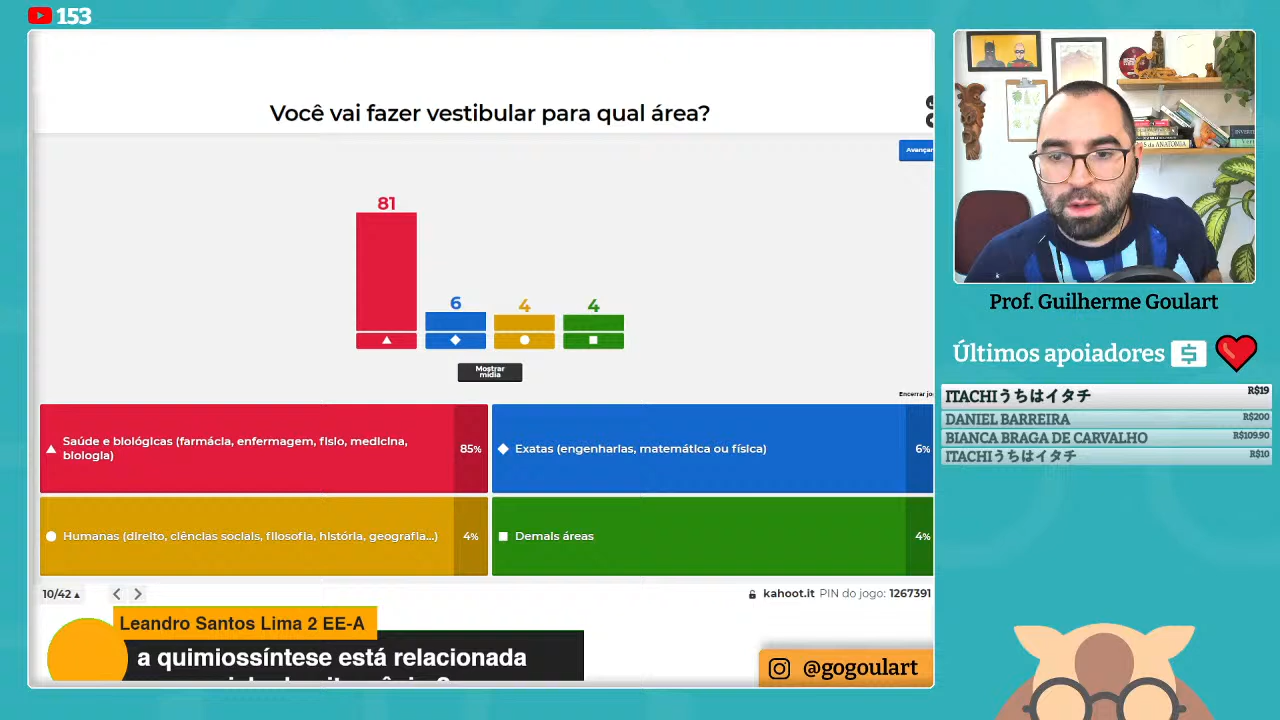 153
Você vai fazer vestibular para qual área?
Avançar
81
6
4
4
Mostrar
mídia
Encerrar jo
Saúde e biológicas (farmácia, enfermagem, fisio, medicina,
biologia)
85%
Exatas (engenharias, matemática ou física)
6%
Humanas (direito, ciências sociais, filosofia, história, geografia...)
4%
Demais áreas
4%
10/42
kahoot.it PIN do jogo: 1267391
Leandro Santos Lima 2 EE-A
a quimiossíntese está relacionada
@gogoulart
Prof. Guilherme Goulart
Últimos apoiadores
ITACHIうちはイタチ R$19
DANIEL BARREIRA R$200
BIANCA BRAGA DE CARVALHO R$109.90
ITACHIうちはイタチ R$10